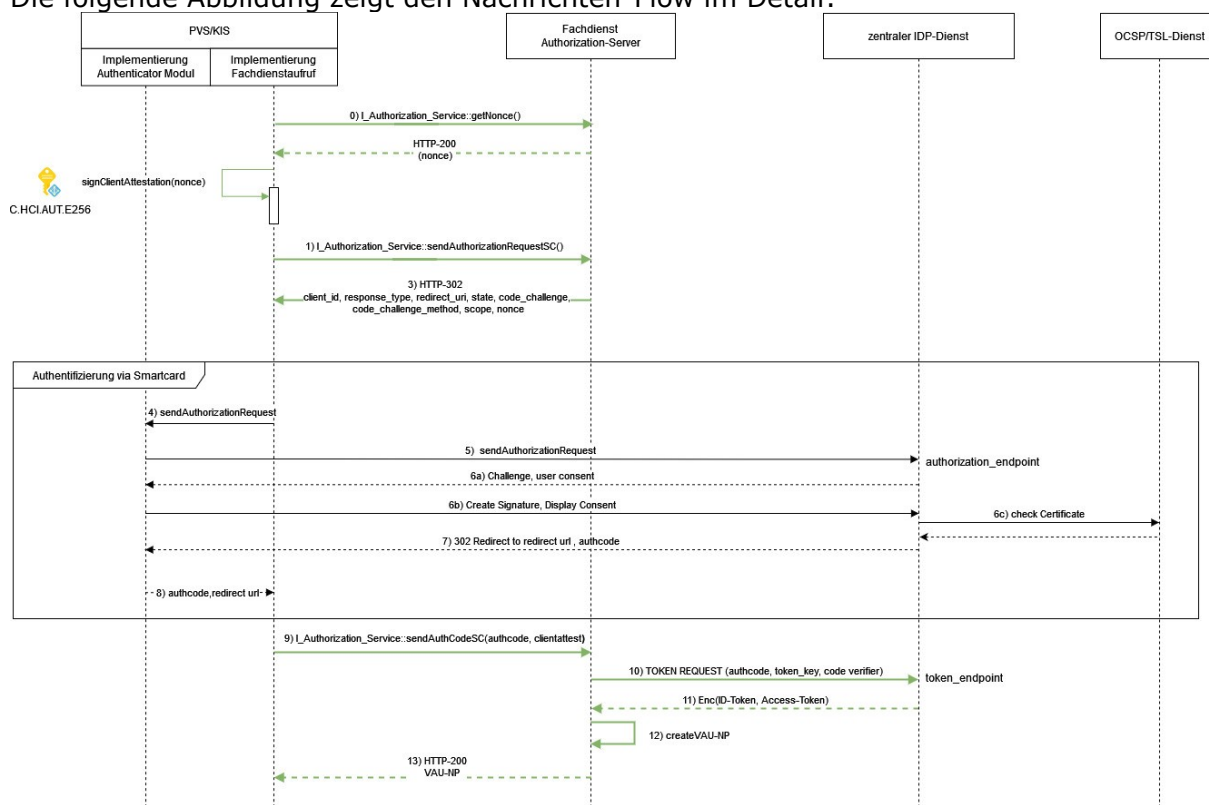 Die folgende Abbildung zeigt den Nachrichten-Flow im Detail:
PVS/KIS
Implementierung
Authenticator Modul
Implementierung
Fachdienstaufruf
Fachdienst
Authorization-Server
zentraler IDP-Dienst
OCSP/TSL-Dienst
0) I_Authorization_Service::getNonce()
HTTP-200
(nonce)
signClientAttestation(nonce)
C.HCI.AUT.E256
1) I_Authorization_Service::sendAuthorizationRequestSC()
3) HTTP-302
client_id, response_type, redirect_uri, state, code_challenge,
code_challenge_method, scope, nonce
Authentifizierung via Smartcard
4) sendAuthorizationRequest
5) sendAuthorizationRequest
authorization_endpoint
6a) Challenge, user consent
6b) Create Signature, Display Consent
6c) check Certificate
7) 302 Redirect to redirect url , authcode
8) authcode,redirect url
9) I_Authorization_Service::sendAuthCodeSC(authcode, clientattest)
10) TOKEN REQUEST (authcode, token_key, code verifier)
token_endpoint
11) Enc(ID-Token, Access-Token)
12) createVAU-NP
13) HTTP-200
VAU-NP